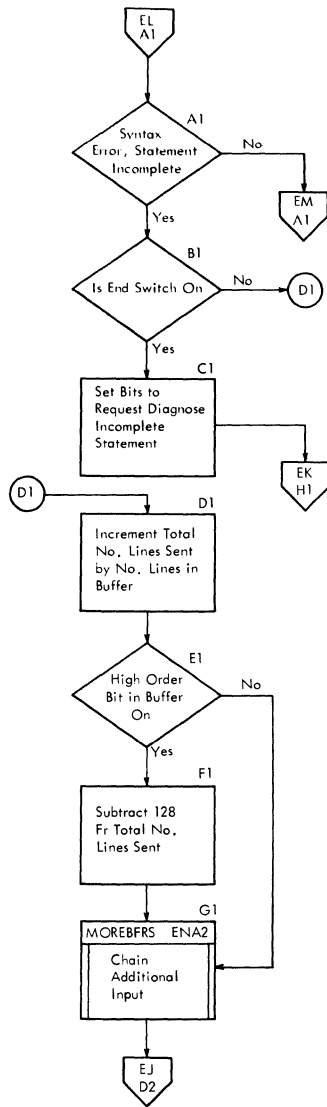 EL
A1
A1
Syntax
Error, Statement
Incomplete
No
EM
A1
Yes
B1
Is End Switch On
No
D1
Yes
C1
Set Bits to
Request Diagnose
Incomplete
Statement
EK
H1
D1
D1
Increment Total
No. Lines Sent
by No. Lines in
Buffer
E1
High Order
Bit in Buffer
On
No
Yes
F1
Subtract 128
Fr Total No.
Lines Sent
G1
MOREBFRS ENA2
Chain
Additional
Input
EJ
D2